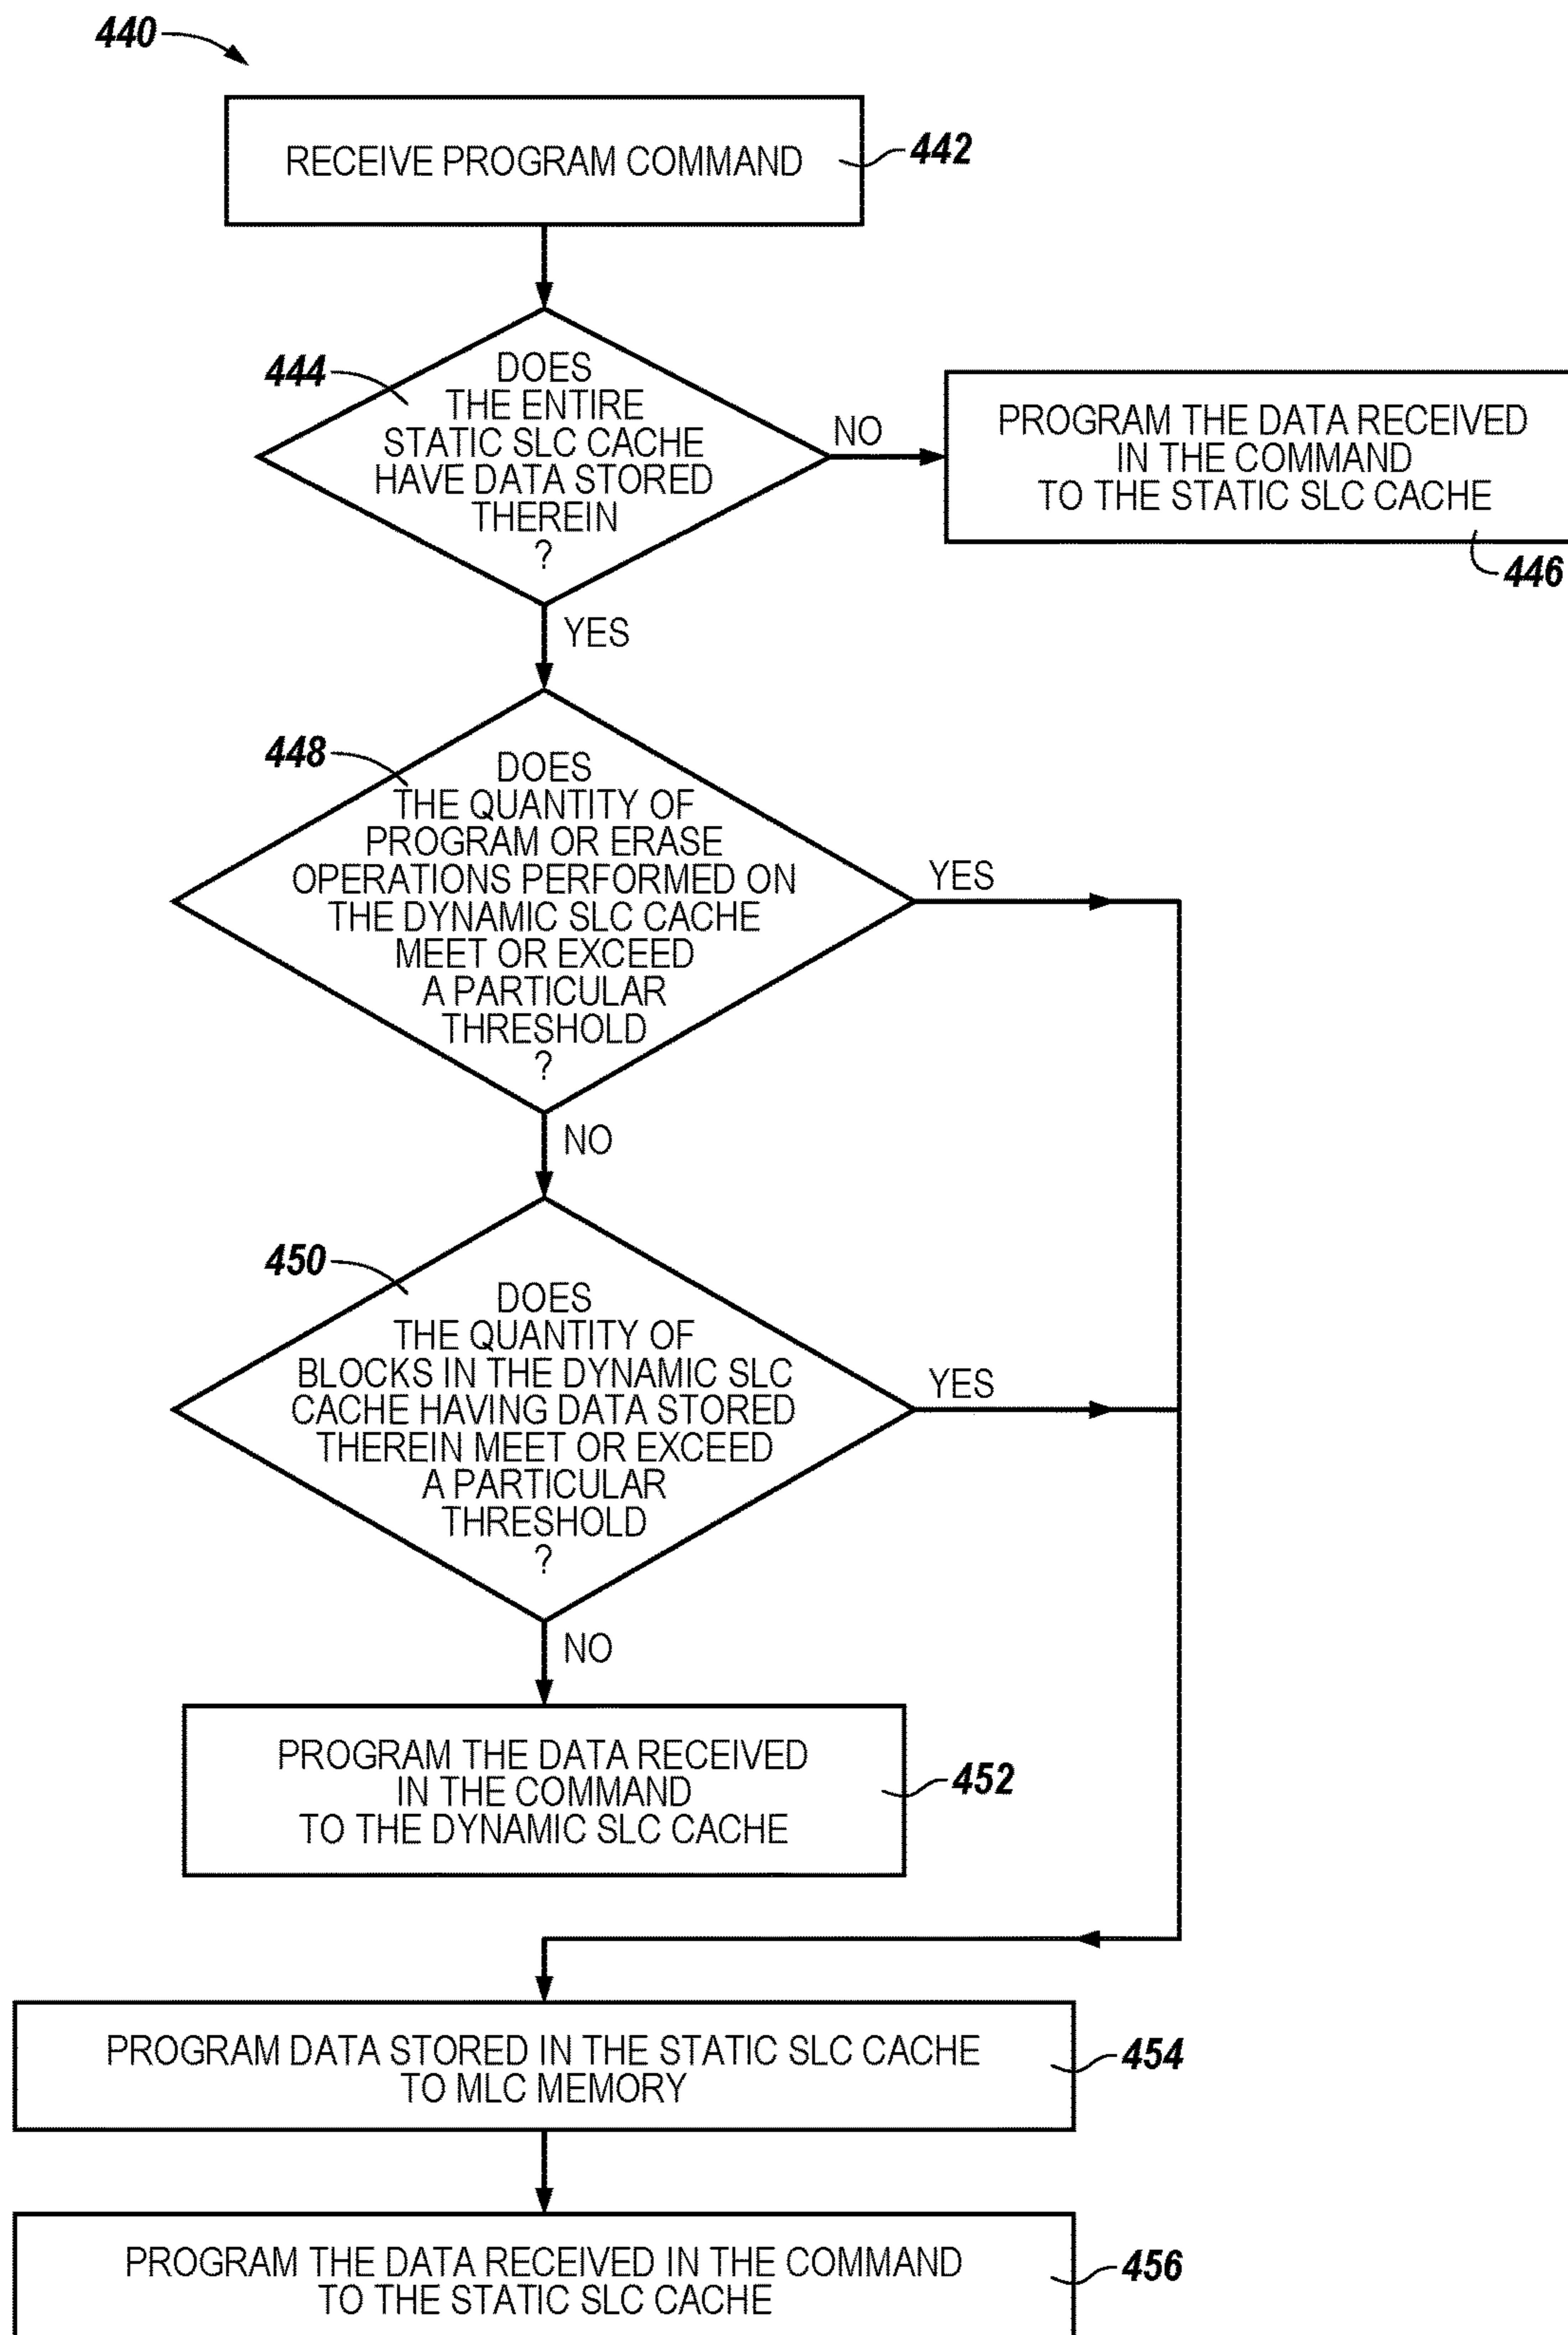 440
RECEIVE PROGRAM COMMAND
442
444
DOES
THE ENTIRE
STATIC SLC CACHE
HAVE DATA STORED
THEREIN
?
NO
PROGRAM THE DATA RECEIVED
IN THE COMMAND
TO THE STATIC SLC CACHE
446
YES
448
DOES
THE QUANTITY OF
PROGRAM OR ERASE
OPERATIONS PERFORMED ON
THE DYNAMIC SLC CACHE
MEET OR EXCEED
A PARTICULAR
THRESHOLD
?
YES
NO
450
DOES
THE QUANTITY OF
BLOCKS IN THE DYNAMIC SLC
CACHE HAVING DATA STORED
THEREIN MEET OR EXCEED
A PARTICULAR
THRESHOLD
?
YES
NO
PROGRAM THE DATA RECEIVED
IN THE COMMAND
TO THE DYNAMIC SLC CACHE
452
PROGRAM DATA STORED IN THE STATIC SLC CACHE
TO MLC MEMORY
454
PROGRAM THE DATA RECEIVED IN THE COMMAND
TO THE STATIC SLC CACHE
456